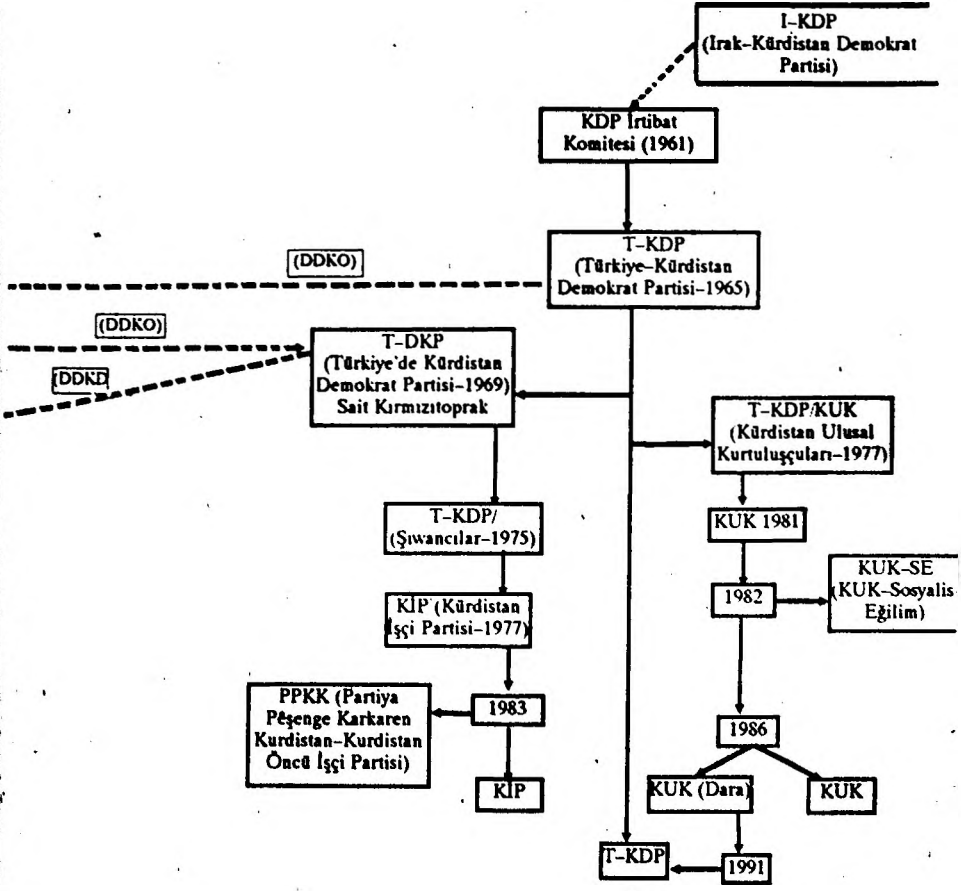 I-KDP
(Irak-Kürdistan Demokrat
Partisi)
KDP İrtibat
Komitesi (1961)
T-KDP
(Türkiye-Kürdistan
Demokrat Partisi-1965)
(DDKO)
(DDKO)
(DDKD
T-DKP
(Türkiye'de Kürdistan
Demokrat Partisi-1969)
Sait Kırmızıtoprak
T-KDP/KUK
(Kürdistan Ulusal
Kurtuluşçuları-1977)
T-KDP/
(Şıwancılar-1975)
KUK 1981
KİP (Kürdistan
İşçi Partisi-1977)
1982
KUK-SE
(KUK-Sosyalis
Eğilim)
PPKK (Partiya
Pêşenge Karkaren
Kurdistan-Kurdistan
Öncü İşçi Partisi)
1983
KİP
1986
KUK (Dara)
KUK
T-KDP
1991